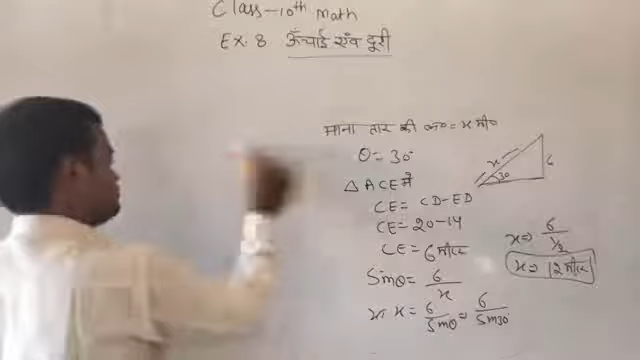 Class-10th math
Ex. 8 ऊँचाई एवं दूरी
माना तार की ल० = x मी०
θ = 30°
△ ACE में
CE = CD-ED
CE = 20-14
CE = 6 मीटर
Sinθ = 6/x
x = 6/Sinθ = 6/Sin30°
x
30
6
x = 6/½
x = 12 मीटर